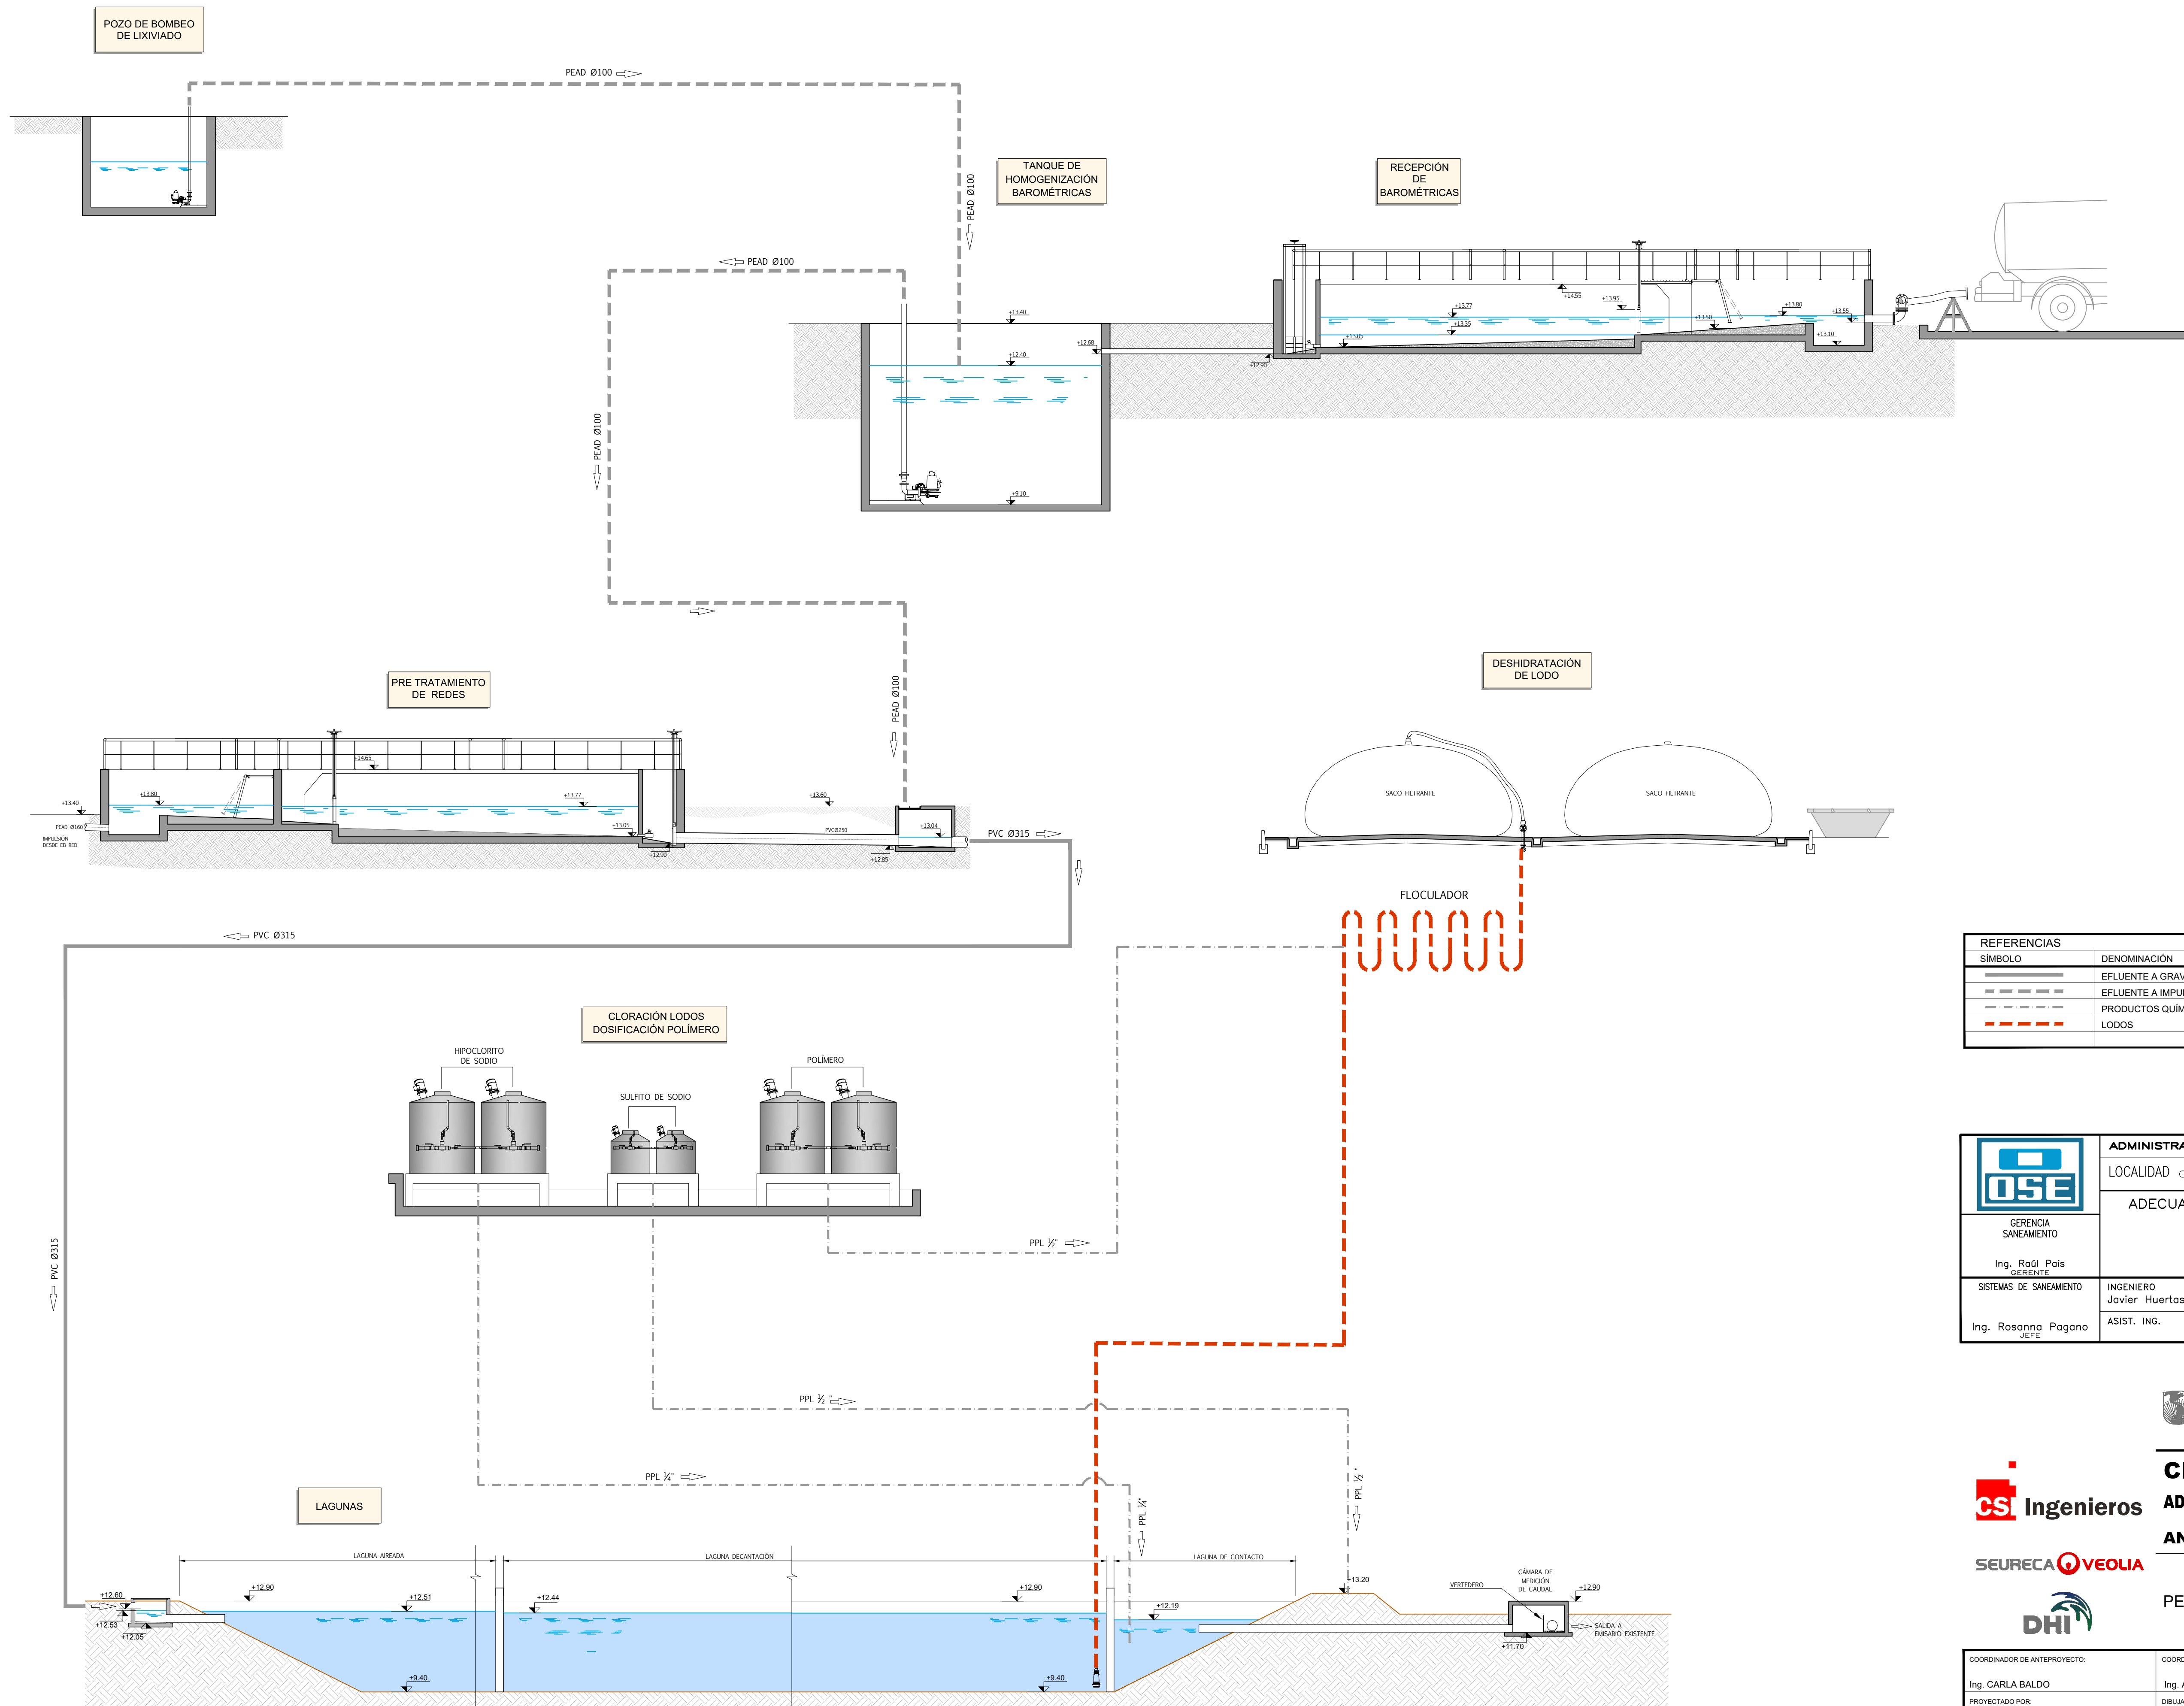 POZO DE BOMBEO
DE LIXIVIADO
PEAD Ø100
PEAD Ø100
TANQUE DE
HOMOGENIZACIÓN
BAROMÉTRICAS
RECEPCIÓN
DE
BAROMÉTRICAS
PEAD Ø100
+13.40
+12.40
+12.68
+12.90
+9.10
+14.55
+13.95
+13.77
+13.35
+13.05
+13.50
+13.80
+13.55
+13.10
PEAD Ø100
PEAD Ø100
PRE TRATAMIENTO
DE REDES
+14.65
+13.40
+13.80
+13.77
+13.05
+12.90
+13.60
PVCØ250
+13.04
+12.85
PEAD Ø160
IMPULSIÓN
DESDE EB RED
PVC Ø315
PVC Ø315
PVC Ø315
DESHIDRATACIÓN
DE LODO
SACO FILTRANTE
SACO FILTRANTE
FLOCULADOR
CLORACIÓN LODOS
DOSIFICACIÓN POLÍMERO
HIPOCLORITO
DE SODIO
SULFITO DE SODIO
POLÍMERO
PPL ½"
PPL ½"
PPL ¼"
PPL ¼"
PPL ½"
LAGUNAS
LAGUNA AIREADA
LAGUNA DECANTACIÓN
LAGUNA DE CONTACTO
+12.60
+12.53
+12.05
+12.90
+12.51
+12.44
+12.90
+12.19
+9.40
+9.40
+13.20
VERTEDERO
CÁMARA DE
MEDICIÓN
DE CAUDAL
+12.90
+11.70
SALIDA A
EMISARIO EXISTENTE
REFERENCIAS
SÍMBOLO DENOMINACIÓN
EFLUENTE A GRAV
EFLUENTE A IMPUL
PRODUCTOS QUÍM
LODOS
OSE
GERENCIA
SANEAMIENTO
Ing. Raúl Pais
GERENTE
SISTEMAS DE SANEAMIENTO
Ing. Rosanna Pagano
JEFE
ADMINISTRA
LOCALIDAD
ADECUA
INGENIERO
Javier Huertas
ASIST. ING.
CSI Ingenieros
SEURECA VEOLIA
DHI
AD
AN
PE
COORDINADOR DE ANTEPROYECTO:
Ing. CARLA BALDO
PROYECTADO POR:
COORD
Ing.
DIBUJ